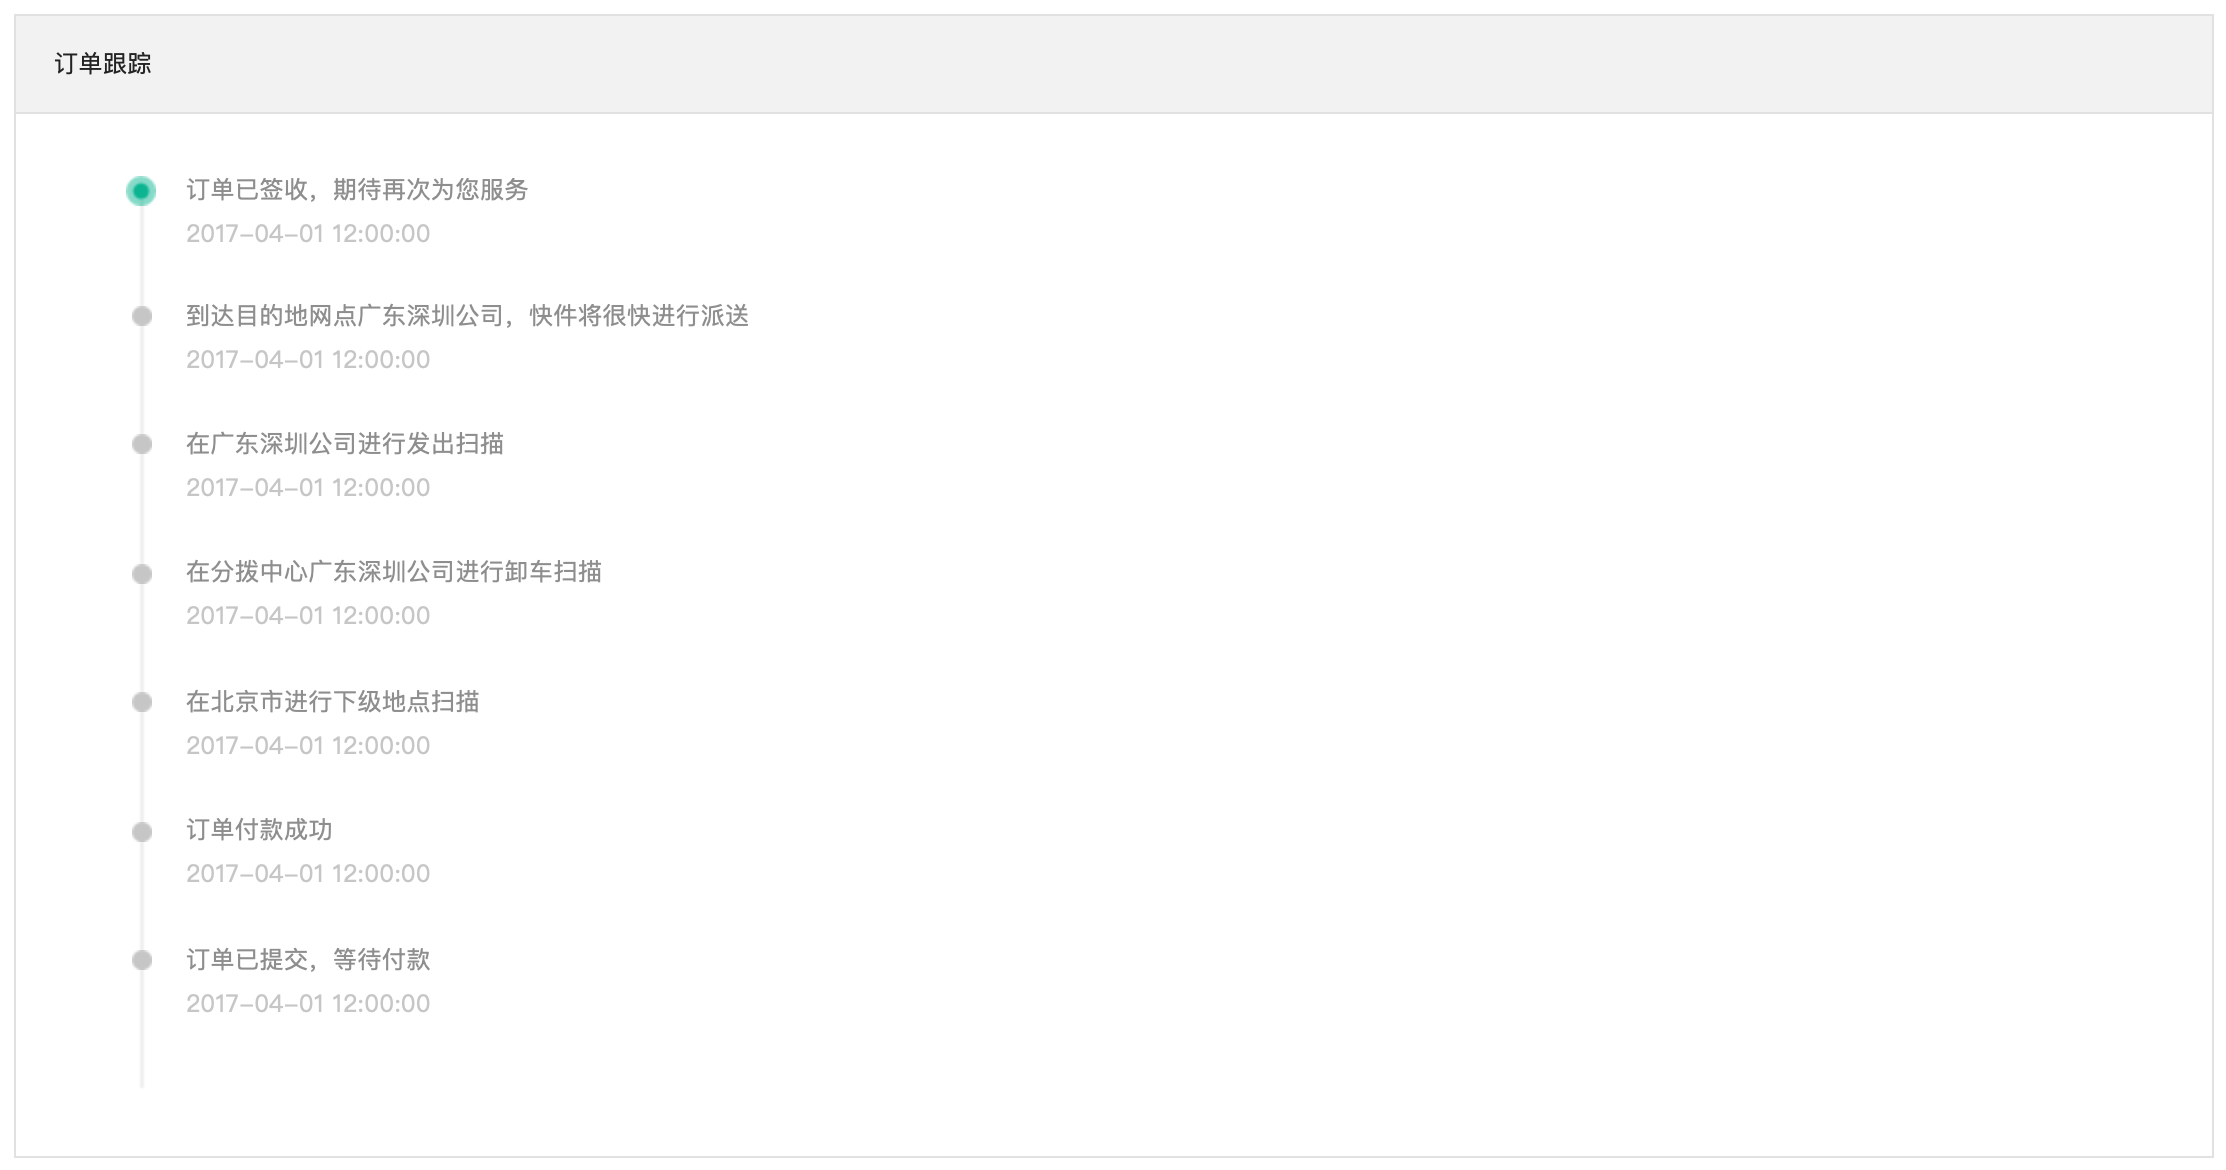 订单跟踪
订单已签收，期待再次为您服务
2017-04-01 12:00:00
到达目的地网点广东深圳公司，快件将很快进行派送
2017-04-01 12:00:00
在广东深圳公司进行发出扫描
2017-04-01 12:00:00
在分拨中心广东深圳公司进行卸车扫描
2017-04-01 12:00:00
在北京市进行下级地点扫描
2017-04-01 12:00:00
订单付款成功
2017-04-01 12:00:00
订单已提交，等待付款
2017-04-01 12:00:00